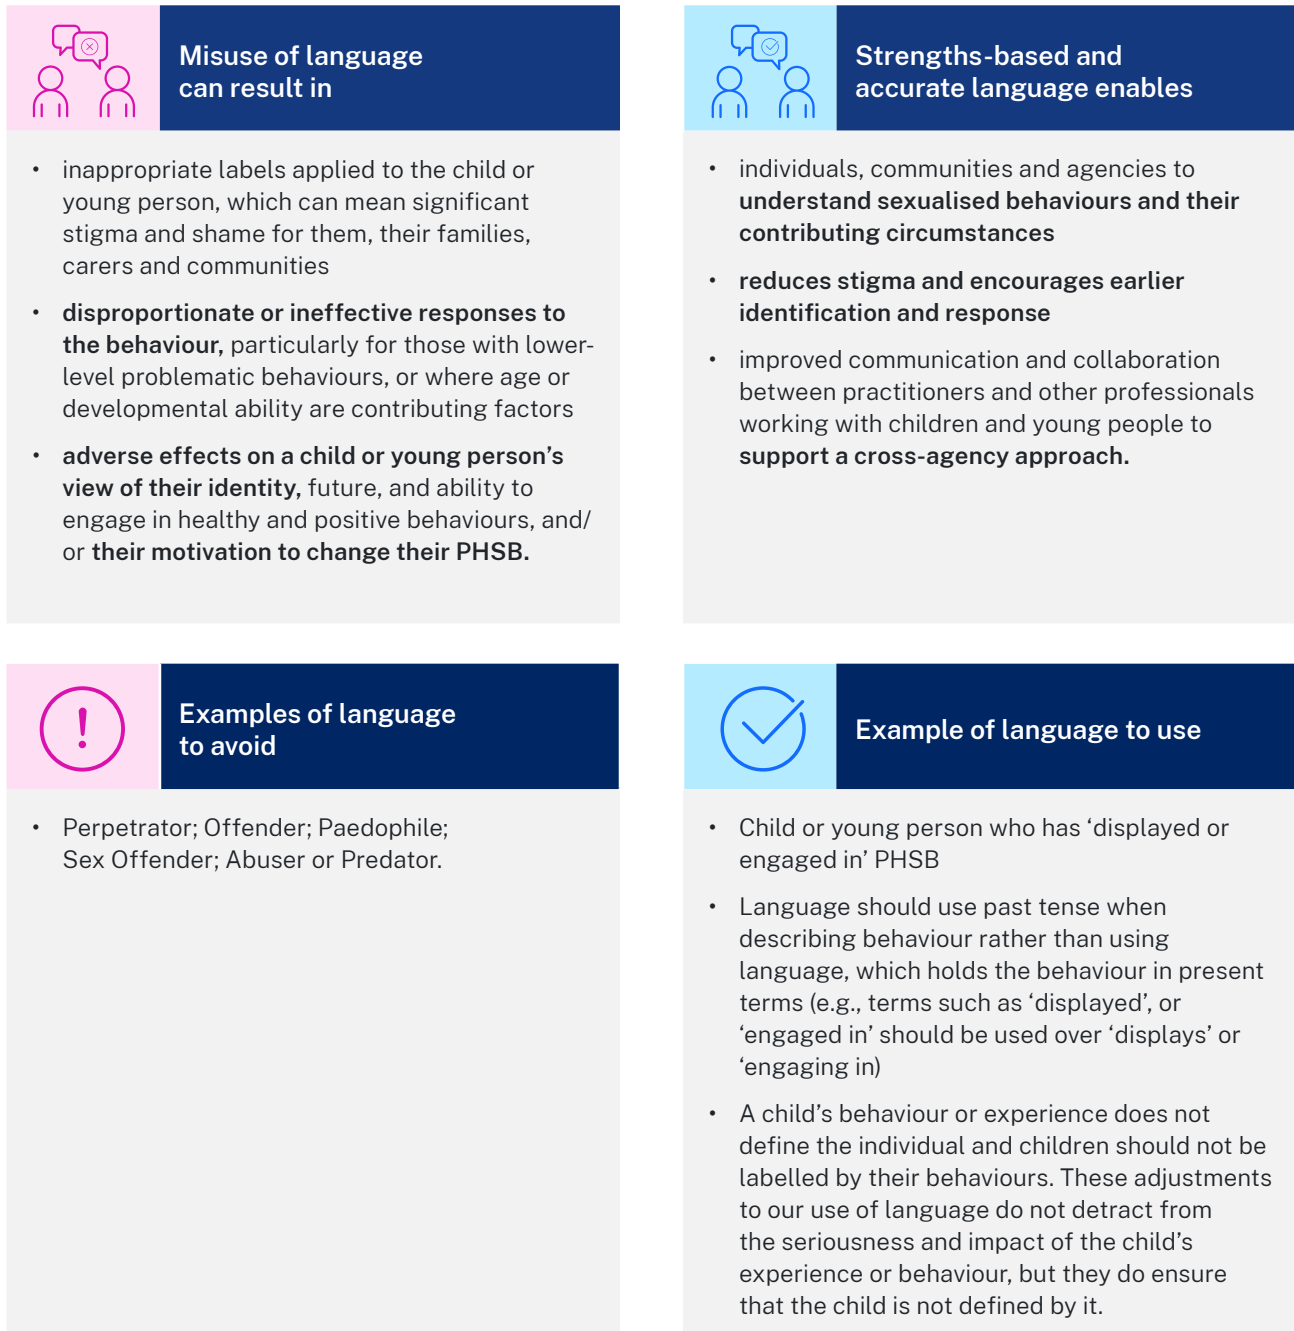 Misuse of language
can result in
• inappropriate labels applied to the child or
young person, which can mean significant
stigma and shame for them, their families,
carers and communities
• disproportionate or ineffective responses to
the behaviour, particularly for those with lower-
level problematic behaviours, or where age or
developmental ability are contributing factors
• adverse effects on a child or young person’s
view of their identity, future, and ability to
engage in healthy and positive behaviours, and/
or their motivation to change their PHSB.
Strengths-based and
accurate language enables
• individuals, communities and agencies to
understand sexualised behaviours and their
contributing circumstances
• reduces stigma and encourages earlier
identification and response
• improved communication and collaboration
between practitioners and other professionals
working with children and young people to
support a cross-agency approach.
Examples of language
to avoid
• Perpetrator; Offender; Paedophile;
Sex Offender; Abuser or Predator.
Example of language to use
• Child or young person who has ‘displayed or
engaged in’ PHSB
• Language should use past tense when
describing behaviour rather than using
language, which holds the behaviour in present
terms (e.g., terms such as ‘displayed’, or
‘engaged in’ should be used over ‘displays’ or
‘engaging in)
• A child’s behaviour or experience does not
define the individual and children should not be
labelled by their behaviours. These adjustments
to our use of language do not detract from
the seriousness and impact of the child’s
experience or behaviour, but they do ensure
that the child is not defined by it.